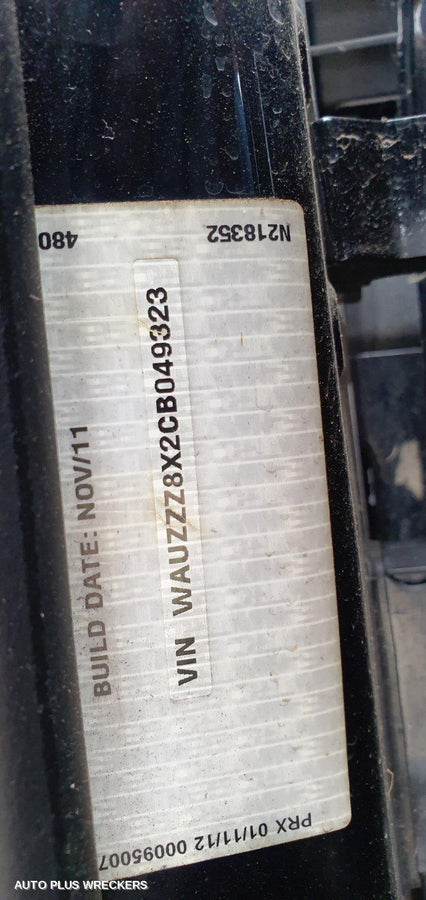 BUILD DATE: NOV/11
VIN WAUZZZ8X2CB049323
N218352
480
PRX 01/11/12 00095007
AUTO PLUS WRECKERS